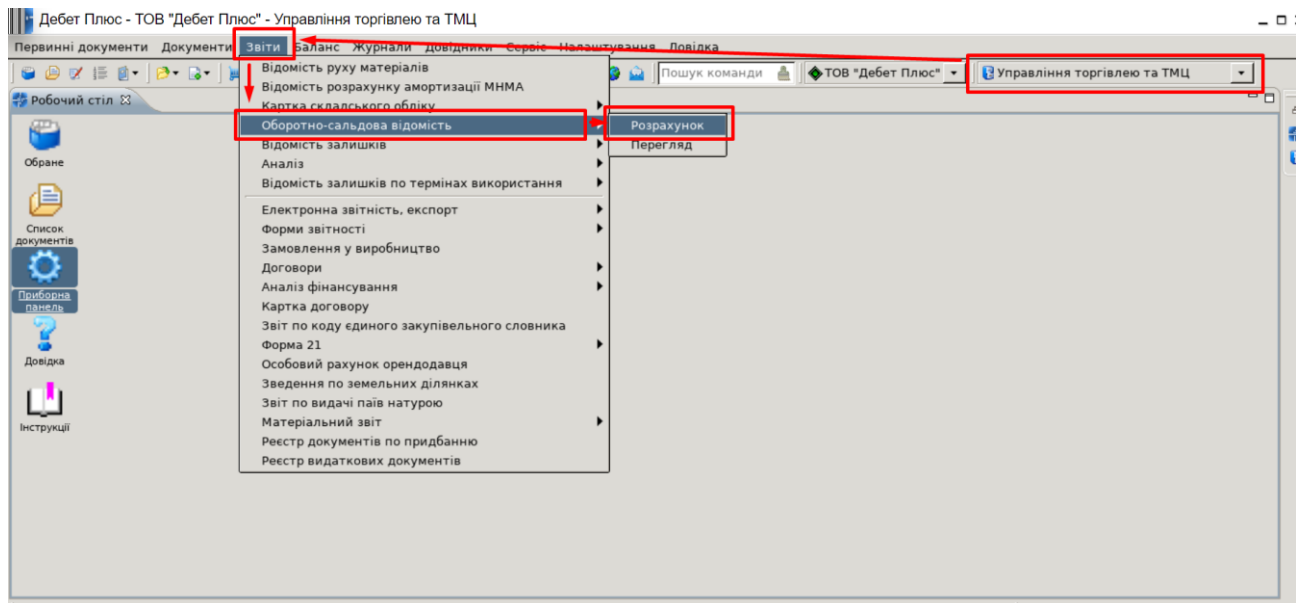 Дебет Плюс - ТОВ "Дебет Плюс" - Управління торгівлею та ТМЦ
Первинні документи Документи Звіти Баланс Журнали Довідники Сервіс Налаштування Довідка
Пошук команди ТОВ "Дебет Плюс" Управління торгівлею та ТМЦ
Робочий стіл
Обране
Список документів
Приборна панель
Довідка
Інструкції
Відомість руху матеріалів
Відомість розрахунку амортизації МНМА
Картка складського обліку
Оборотно-сальдова відомість
Відомість залишків
Аналіз
Відомість залишків по термінах використання
Електронна звітність, експорт
Форми звітності
Замовлення у виробництво
Договори
Аналіз фінансування
Картка договору
Звіт по коду єдиного закупівельного словника
Форма 21
Особовий рахунок орендодавця
Зведення по земельних ділянках
Звіт по видачі паїв натурою
Матеріальний звіт
Реєстр документів по придбанню
Реєстр видаткових документів
Розрахунок
Перегляд